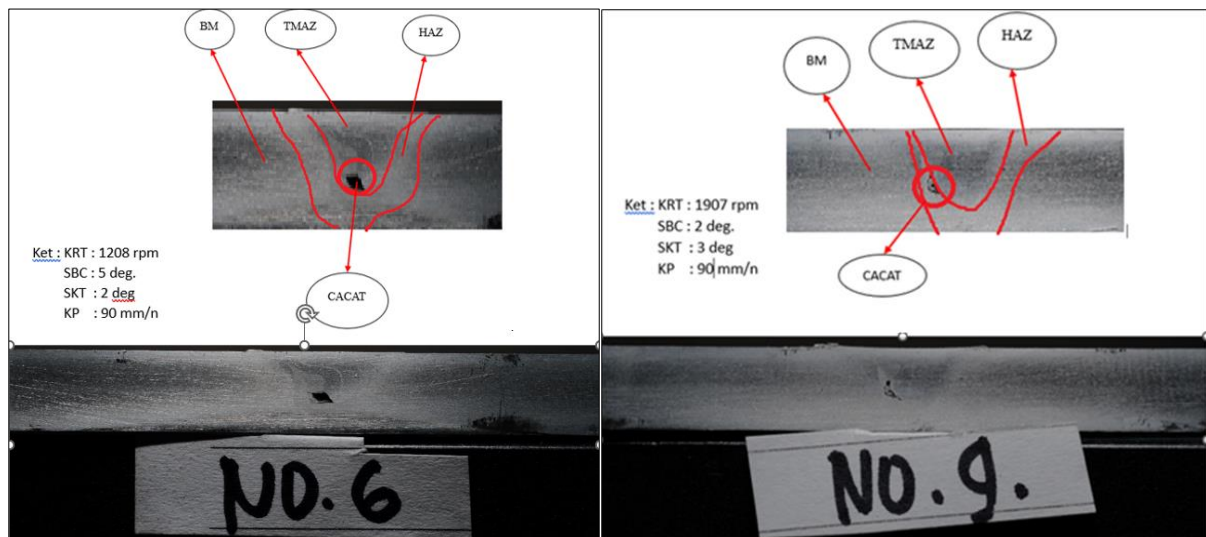 BM
TMAZ
HAZ
Ket : KRT : 1208 rpm
SBC : 5 deg.
SKT : 2 deg
KP : 90 mm/n
CACAT
NO. 6
BM
TMAZ
HAZ
Ket : KRT : 1907 rpm
SBC : 2 deg.
SKT : 3 deg
KP : 90 mm/n
CACAT
NO. 9.